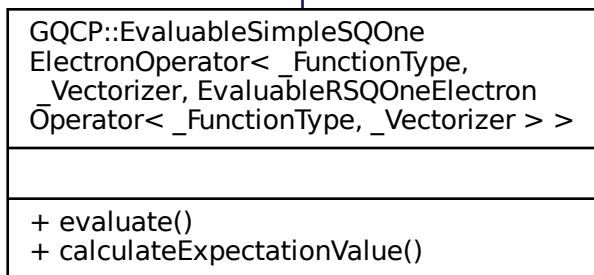 GQCP::EvaluableSimpleSQOne
ElectronOperator< _FunctionType,
_Vectorizer, EvaluableRSQOneElectron
Operator< _FunctionType, _Vectorizer > >
+ evaluate()
+ calculateExpectationValue()